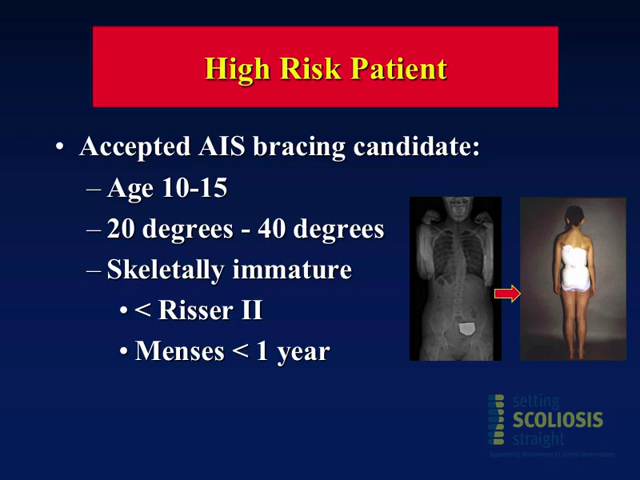 High Risk Patient
• Accepted AIS bracing candidate:
– Age 10-15
– 20 degrees - 40 degrees
– Skeletally immature
• < Risser II
• Menses < 1 year
setting
SCOLIOSIS
straight